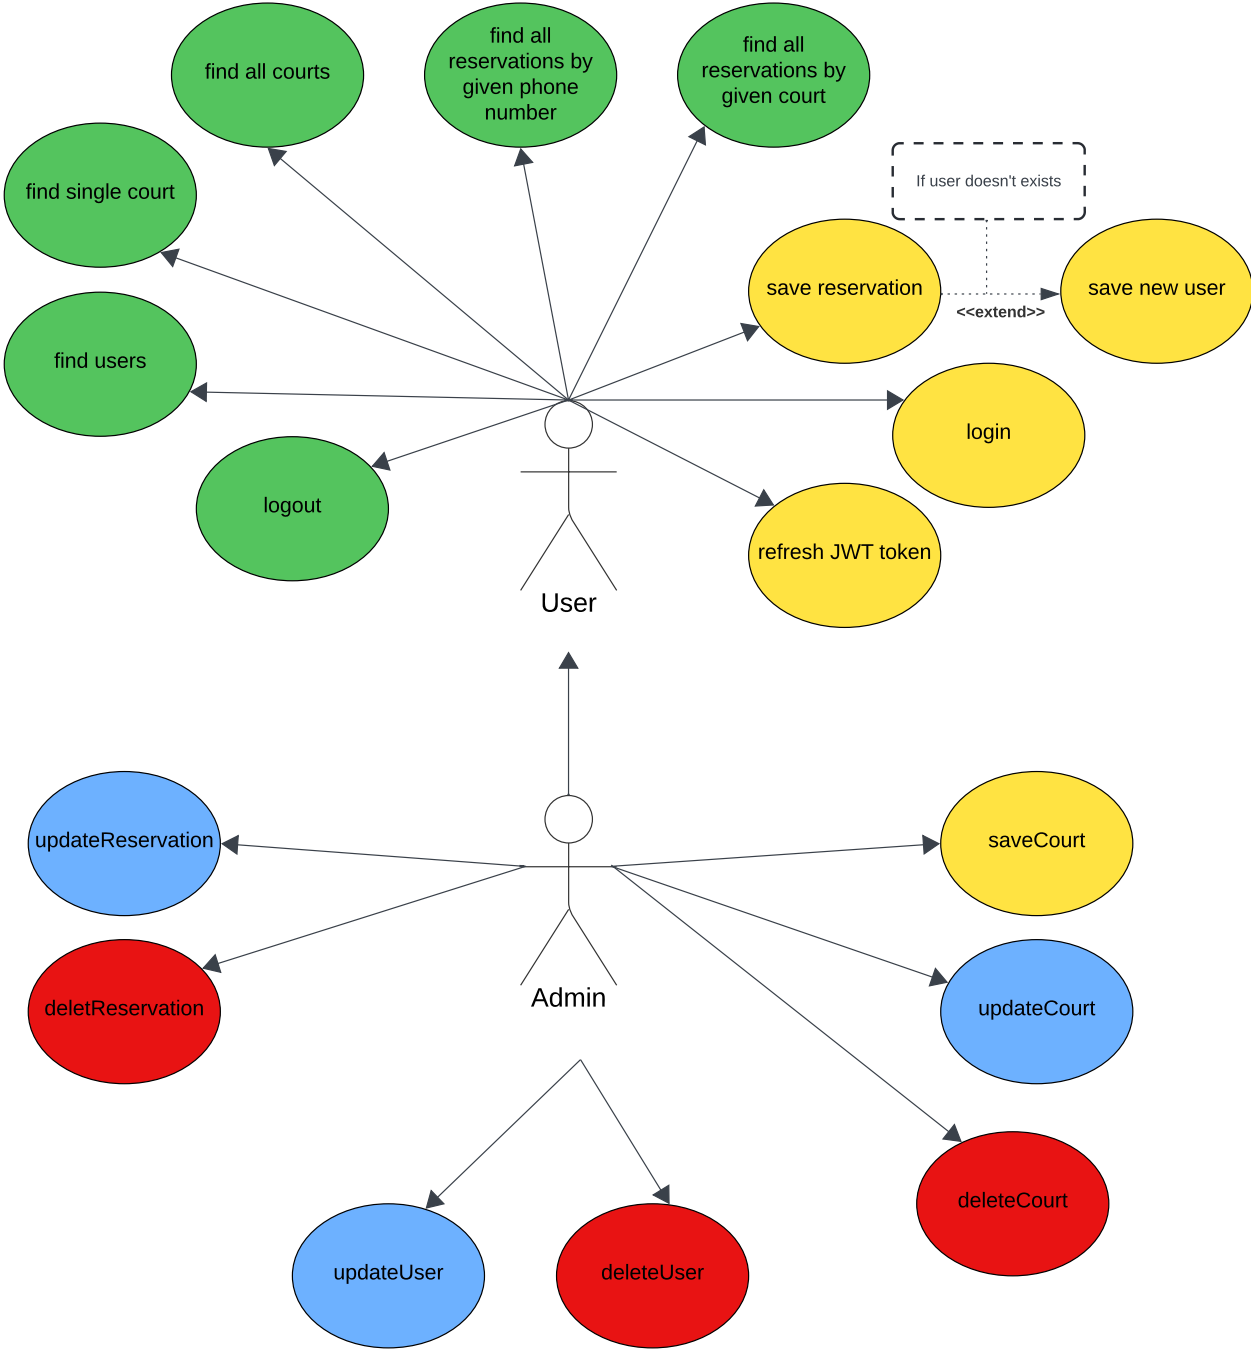 find all courts
find all
reservations by
given phone
number
find all
reservations by
given court
find single court
If user doesn't exists
save reservation
save new user
<<extend>>
find users
login
logout
refresh JWT token
User
updateReservation
saveCourt
deletReservation
Admin
updateCourt
deleteCourt
updateUser
deleteUser